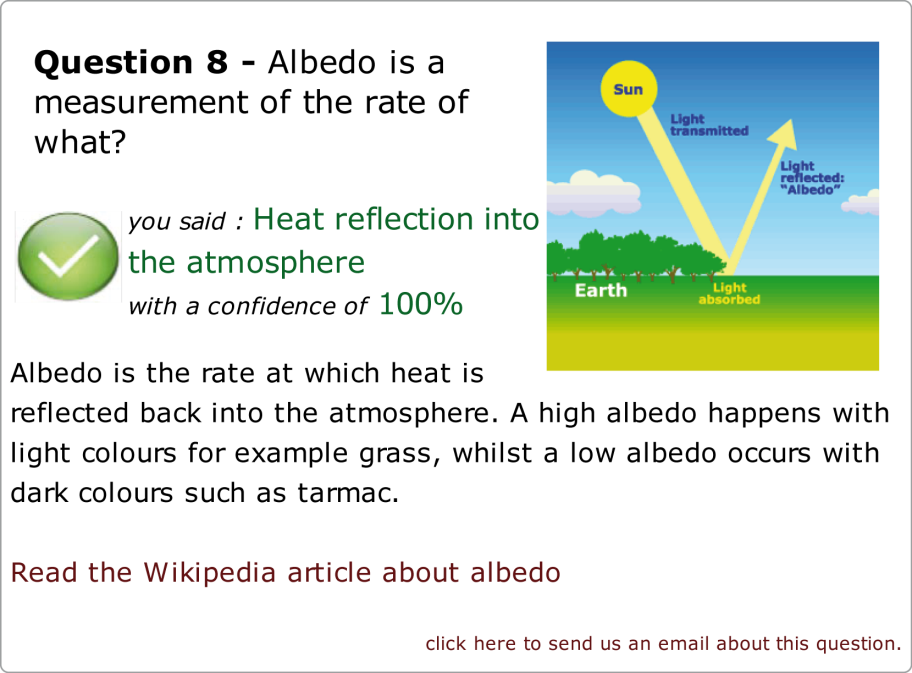 Question 8 - Albedo is a
measurement of the rate of
what?
Sun
Light
transmitted
Light
reflected:
"Albedo"
Earth
Light
absorbed
you said : Heat reflection into
the atmosphere
with a confidence of 100%
Albedo is the rate at which heat is
reflected back into the atmosphere. A high albedo happens with
light colours for example grass, whilst a low albedo occurs with
dark colours such as tarmac.
Read the Wikipedia article about albedo
click here to send us an email about this question.